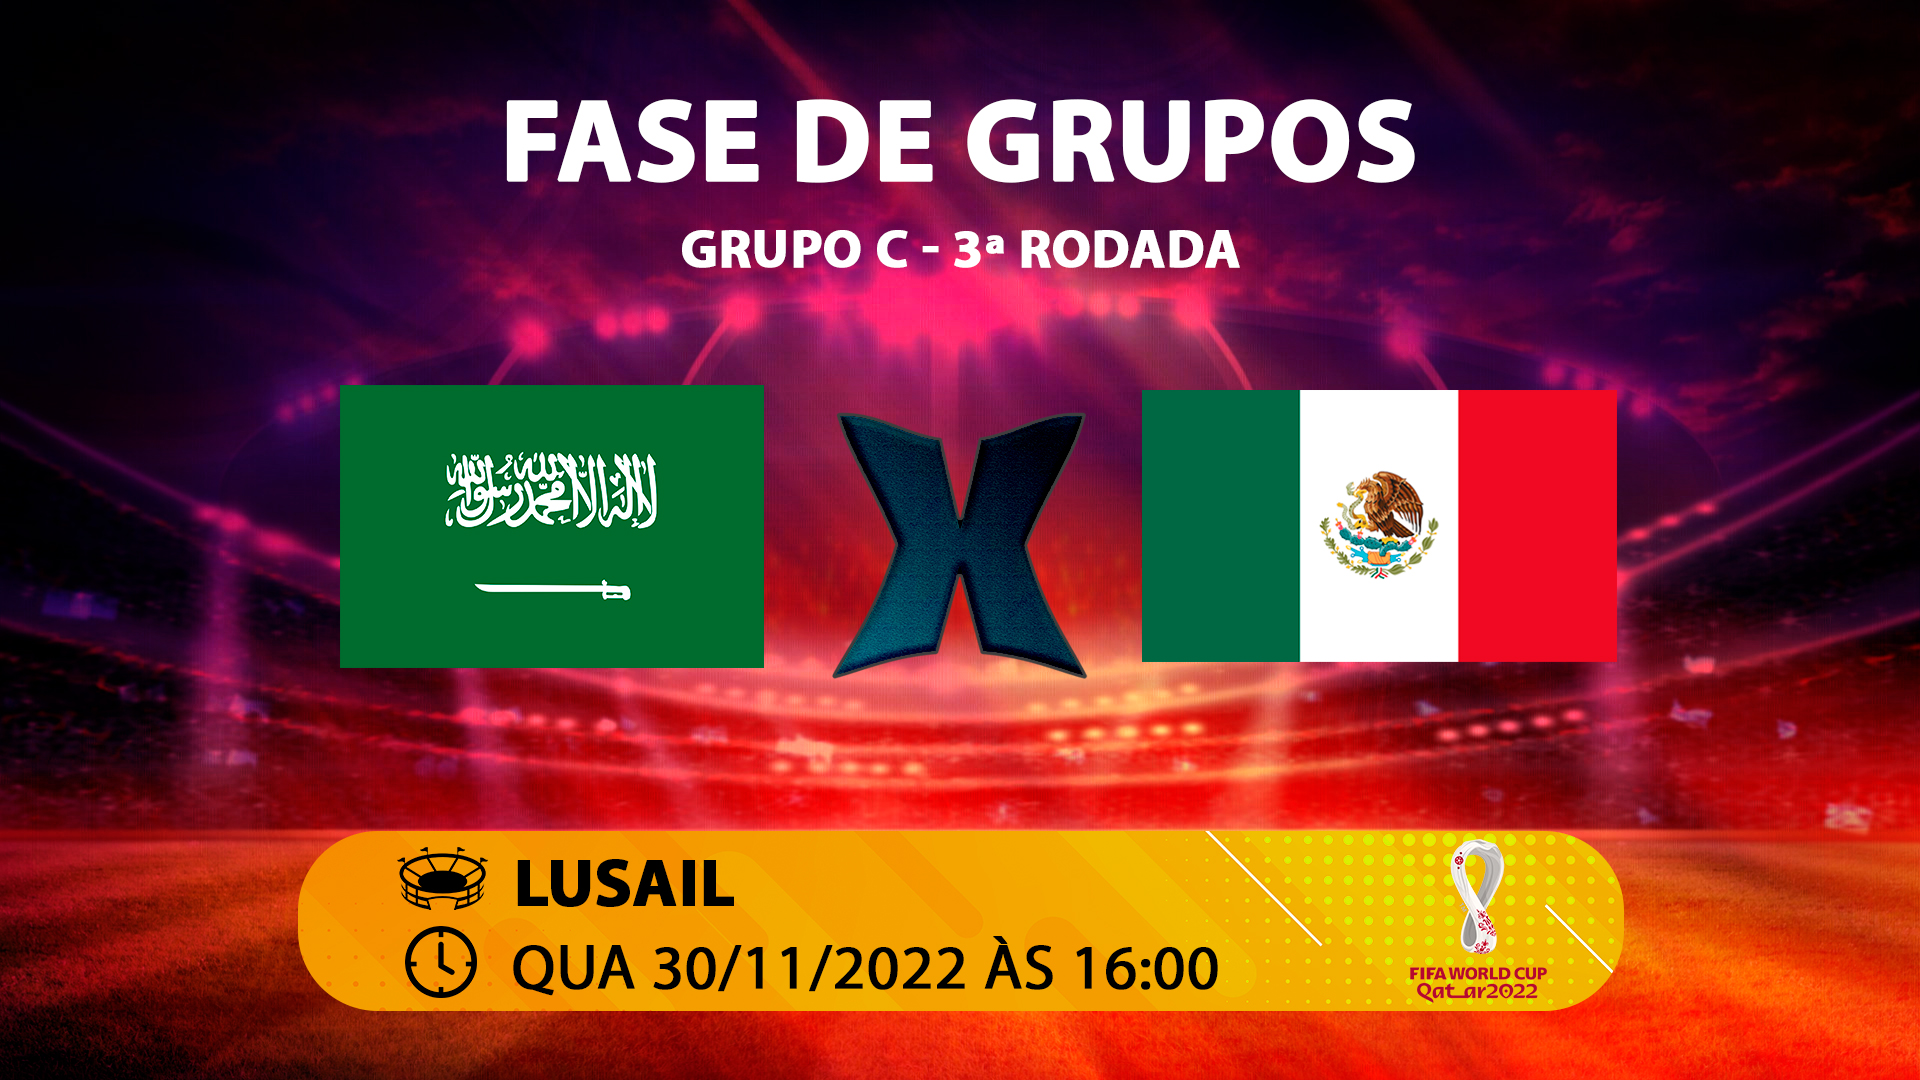 FASE DE GRUPOS
GRUPO C - 3ª RODADA
لا إله إلا الله محمد رسول الله
X
LUSAIL
QUA 30/11/2022 ÀS 16:00
FIFA WORLD CUP
Qatar2022